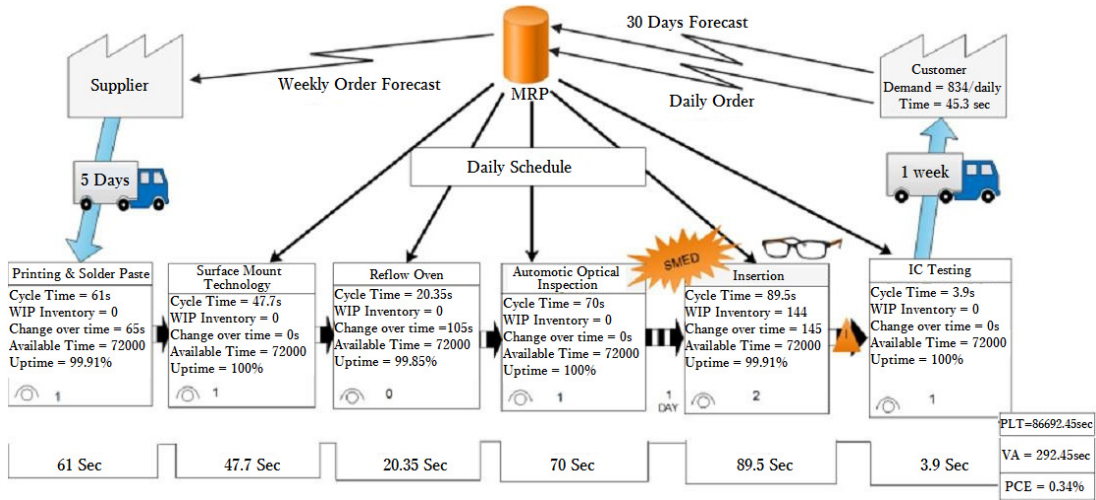 30 Days Forecast
Supplier
Weekly Order Forecast
MRP
Daily Order
Customer
Demand = 834/daily
Time = 45.3 sec
5 Days
Daily Schedule
1 week
SMED
Printing & Solder Paste
Cycle Time = 61s
WIP Inventory = 0
Change over time = 65s
Available Time = 72000
Uptime = 99.91%
1
Surface Mount
Technology
Cycle Time = 47.7s
WIP Inventory = 0
Change over time = 0s
Available Time = 72000
Uptime = 100%
1
Reflow Oven
Cycle Time = 20.35s
WIP Inventory = 0
Change over time =105s
Available Time = 72000
Uptime = 99.85%
0
Automotic Optical
Inspection
Cycle Time = 70s
WIP Inventory = 0
Change over time = 0s
Available Time = 72000
Uptime = 100%
1
1
DAY
Insertion
Cycle Time = 89.5s
WIP Inventory = 144
Change over time = 145
Available Time = 72000
Uptime = 99.91%
2
IC Testing
Cycle Time = 3.9s
WIP Inventory = 0
Change over time = 0s
Available Time = 72000
Uptime = 100%
1
61 Sec
47.7 Sec
20.35 Sec
70 Sec
89.5 Sec
3.9 Sec
PLT=86692.45sec
VA = 292.45sec
PCE = 0.34%